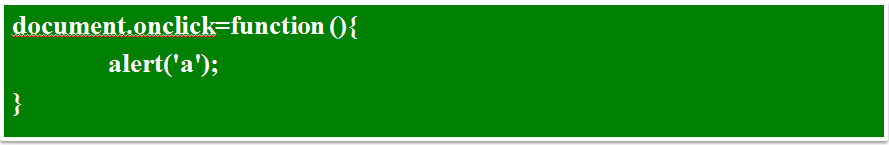 document.onclick=function (){
alert('a');
}